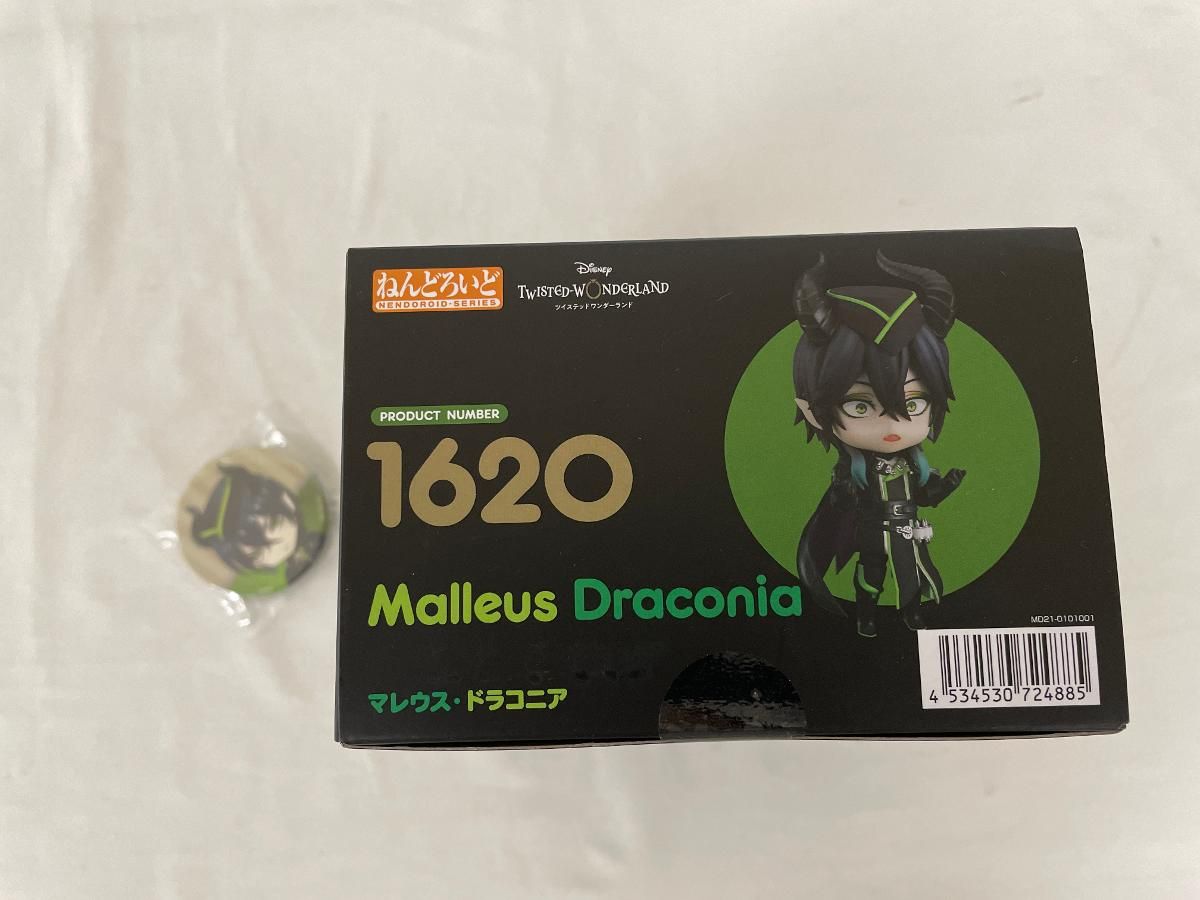 ねんどろいど
NENDOROID·SERIES
Disney
TWISTED-WONDERLAND
ツイステッドワンダーランド
PRODUCT NUMBER
1620
Malleus Draconia
マレウス・ドラコニア
MD21-0101001
4 534530 724885